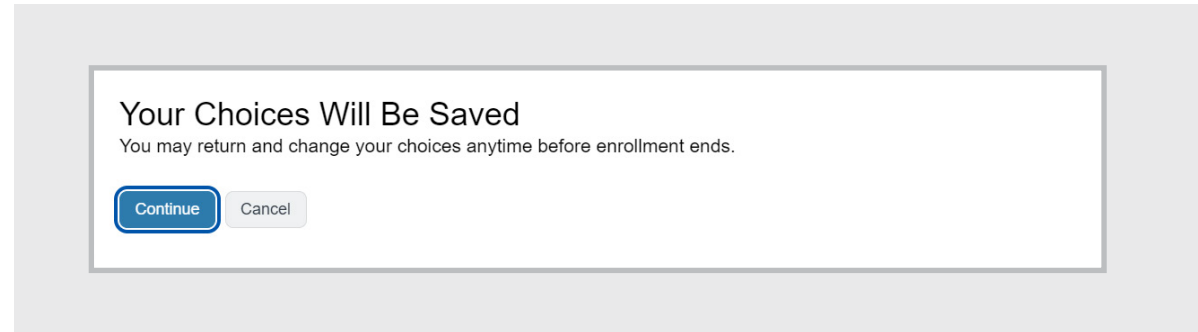 Your Choices Will Be Saved
You may return and change your choices anytime before enrollment ends.
Continue Cancel